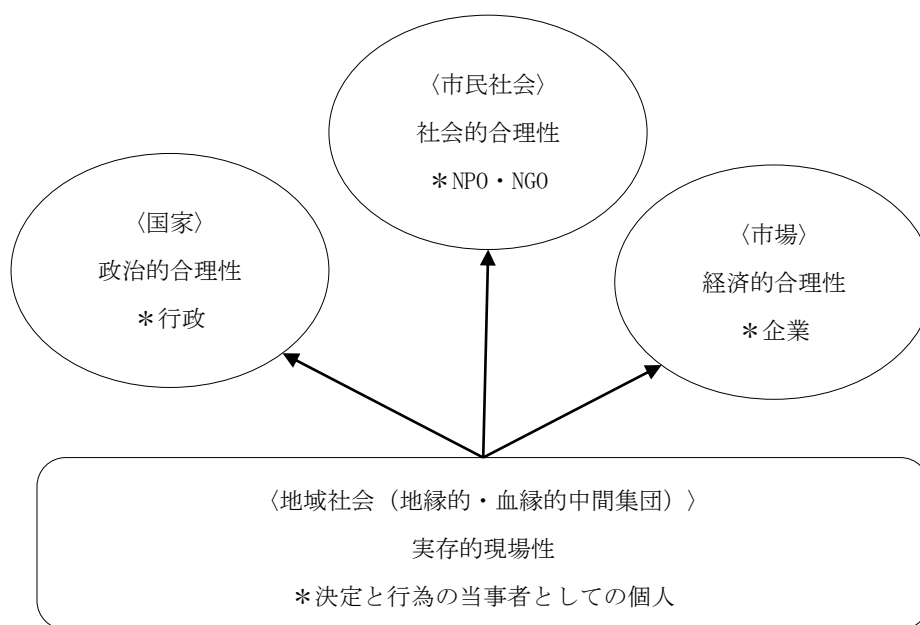 〈市民社会〉
社会的合理性
＊NPO・NGO
〈国家〉
政治的合理性
＊行政
〈市場〉
経済的合理性
＊企業
〈地域社会（地縁的・血縁的中間集団）〉
実存的現場性
＊決定と行為の当事者としての個人